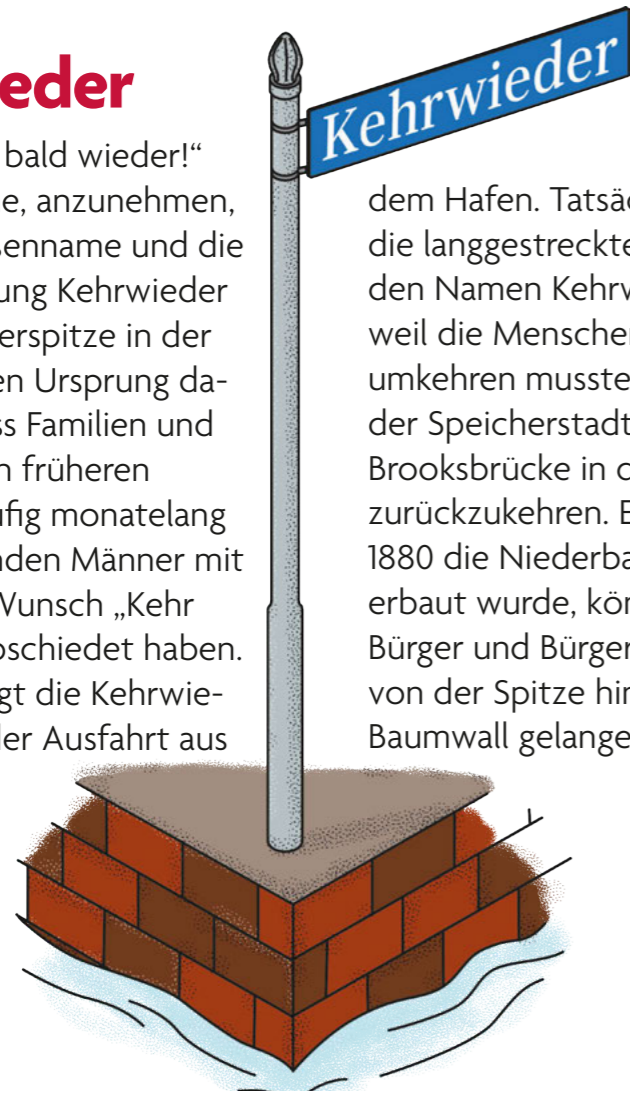 eder
bald wieder!“
e, anzunehmen,
senname und die
ung Kehrwieder
erspitze in der
en Ursprung da-
ss Familien und
n früheren
ufig monatelang
nden Männer mit
Wunsch „Kehr
bschiedet haben.
gt die Kehrwie-
der Ausfahrt aus
Kehrwieder
dem Hafen. Tatsäc
die langgestreckte
den Namen Kehrw
weil die Menschen
umkehren musste
der Speicherstadt
Brooksbrücke in d
zurückzukehren. E
1880 die Niederba
erbaut wurde, kön
Bürger und Bürger
von der Spitze hin
Baumwall gelange